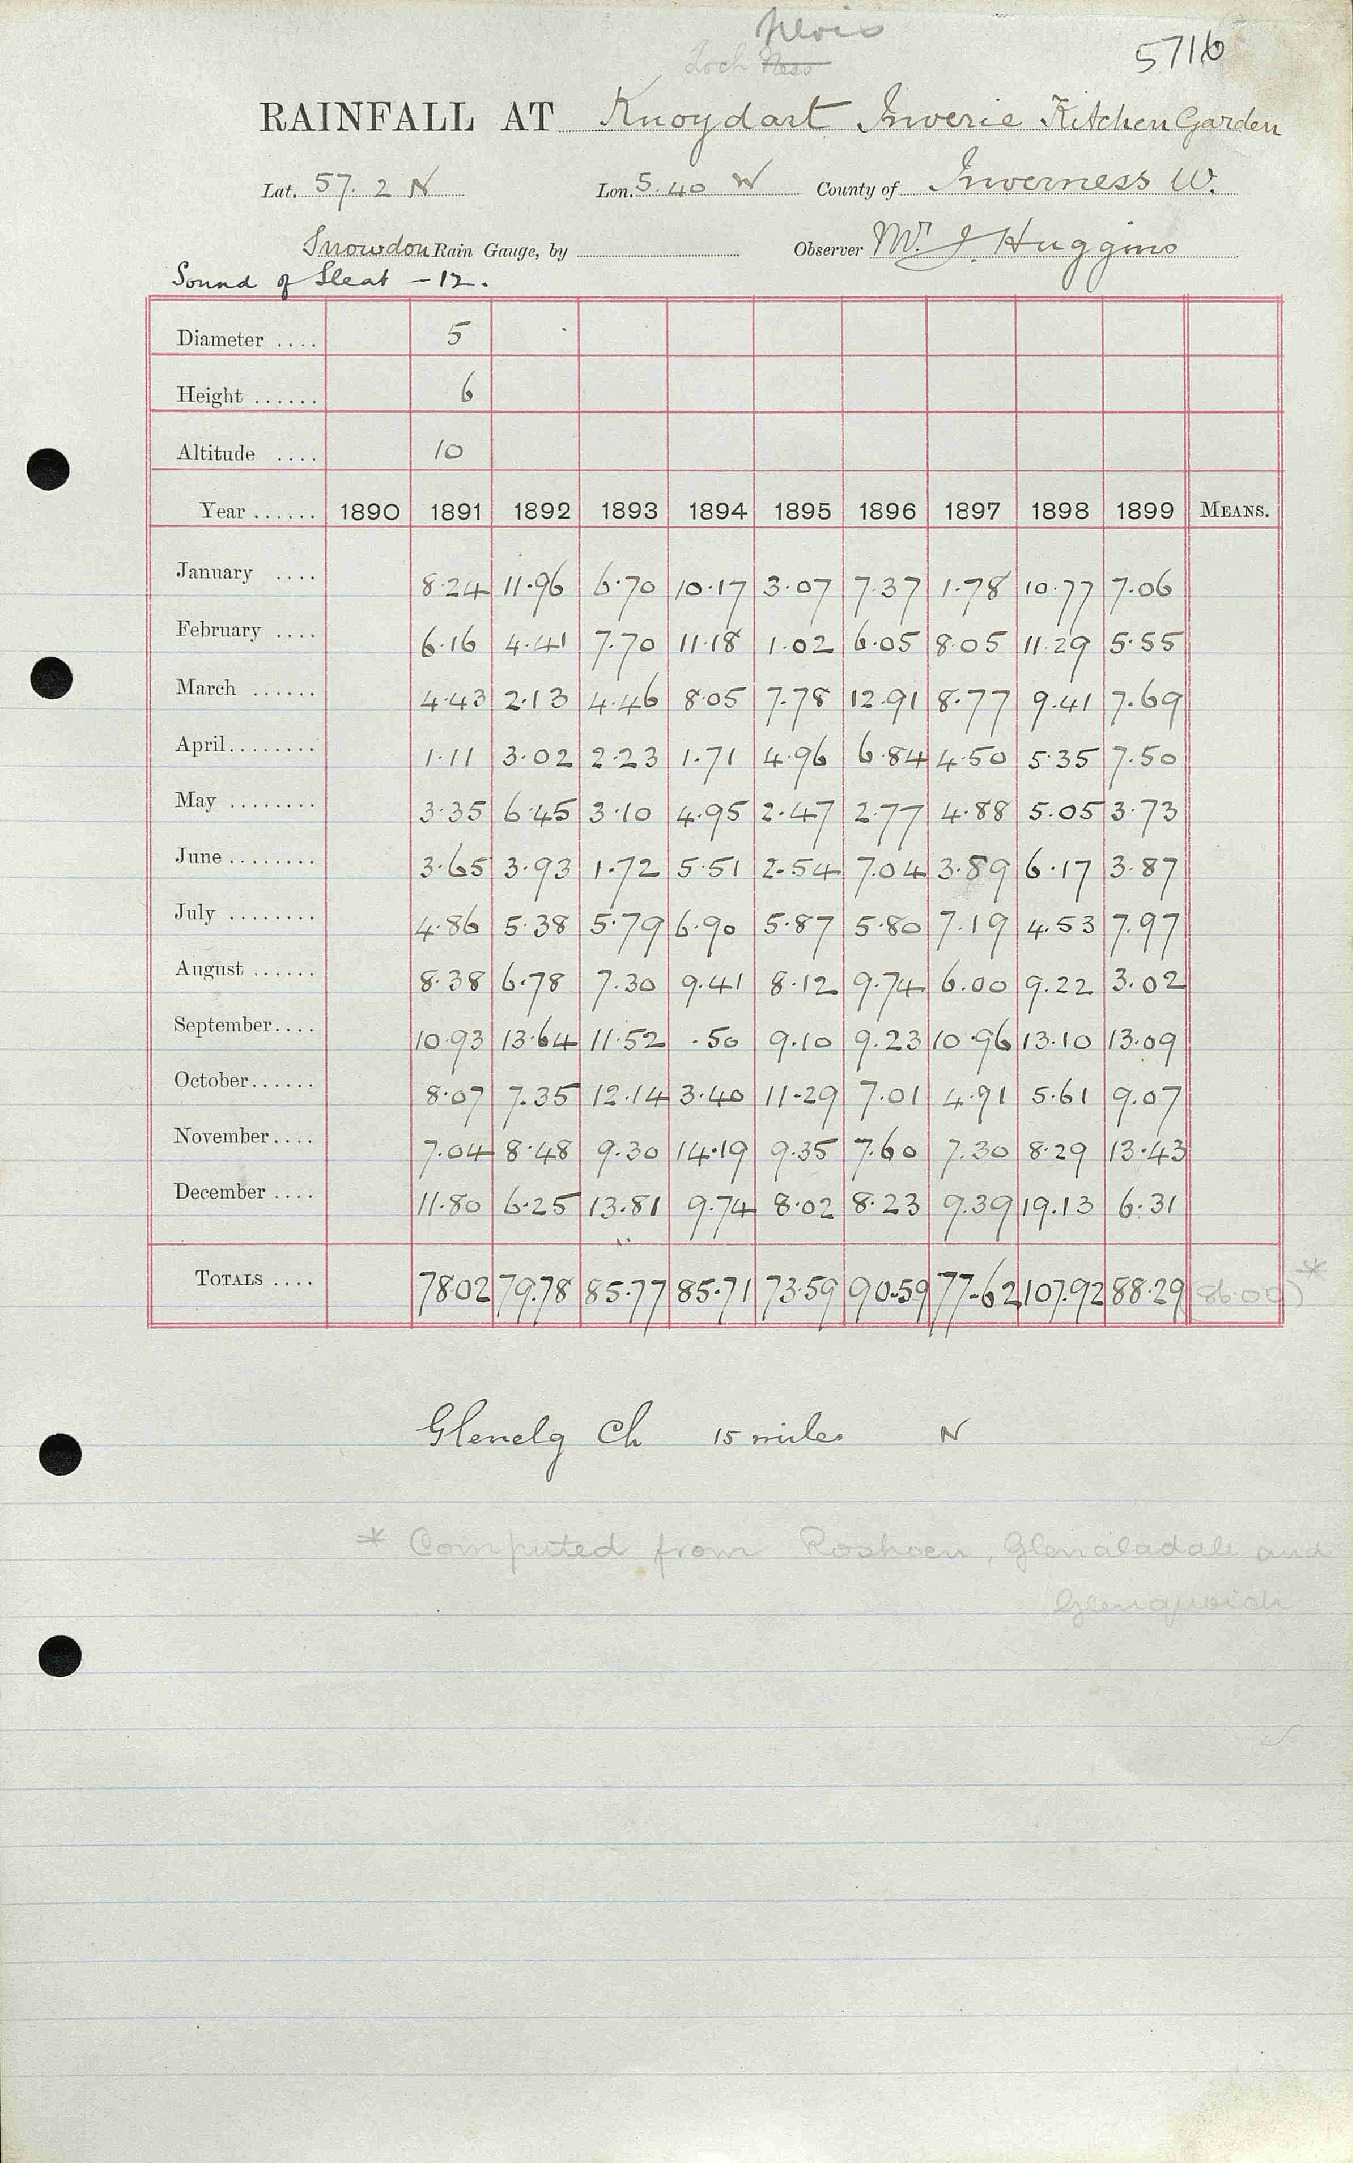 Nevis
Loch Ness
5716
RAINFALL AT Knoydart Inverie Kitchen Garden
Lat. 57. 2 N Lon. 5. 40 W County of Inverness W.
Snowdon Rain Gauge, by Observer Mr. J. Huggins
Sound of Sleat - 12.
Diameter .... 5
Height ...... 6
Altitude .... 10
Year ...... 1890 1891 1892 1893 1894 1895 1896 1897 1898 1899 MEANS.
January .... 8.24 11.96 6.70 10.17 3.07 7.37 1.78 10.77 7.06
February .... 6.16 4.41 7.70 11.18 1.02 6.05 8.05 11.29 5.55
March ...... 4.43 2.13 4.46 8.05 7.78 12.91 8.77 9.41 7.69
April........ 1.11 3.02 2.23 1.71 4.96 6.84 4.50 5.35 7.50
May ........ 3.35 6.45 3.10 4.95 2.47 2.77 4.88 5.05 3.73
June ........ 3.65 3.93 1.72 5.51 2.54 7.04 3.89 6.17 3.87
July ........ 4.86 5.38 5.79 6.90 5.87 5.80 7.19 4.53 7.97
August ...... 8.38 6.78 7.30 9.41 8.12 9.74 6.00 9.22 3.02
September.... 10.93 13.64 11.52 .50 9.10 9.23 10.96 13.10 13.09
October...... 8.07 7.35 12.14 3.40 11.29 7.01 4.91 5.61 9.07
November.... 7.04 8.48 9.30 14.19 9.35 7.60 7.30 8.29 13.43
December .... 11.80 6.25 13.81 9.74 8.02 8.23 9.39 19.13 6.31
TOTALS .... 78.02 79.78 85.77 85.71 73.59 90.59 77.62 107.92 88.29 (86.00) *
Glenelg Ch 15 miles N
* Computed from Roshven, Glenaladale and
Glenquoich